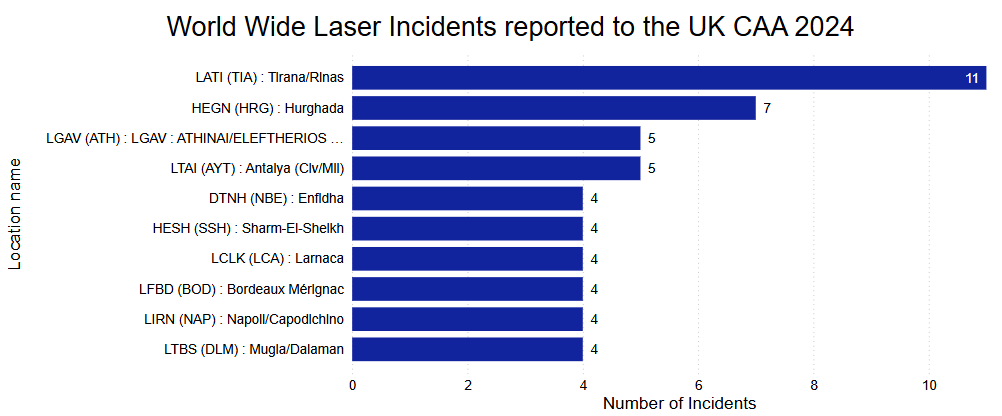 World Wide Laser Incidents reported to the UK CAA 2024
Location name
LATI (TIA) : Tirana/Rinas
11
HEGN (HRG) : Hurghada
7
LGAV (ATH) : LGAV : ATHINAI/ELEFTHERIOS …
5
LTAI (AYT) : Antalya (Civ/Mil)
5
DTNH (NBE) : Enfidha
4
HESH (SSH) : Sharm-El-Sheikh
4
LCLK (LCA) : Larnaca
4
LFBD (BOD) : Bordeaux Mérignac
4
LIRN (NAP) : Napoli/Capodichino
4
LTBS (DLM) : Mugla/Dalaman
4
0 2 4 6 8 10
Number of Incidents